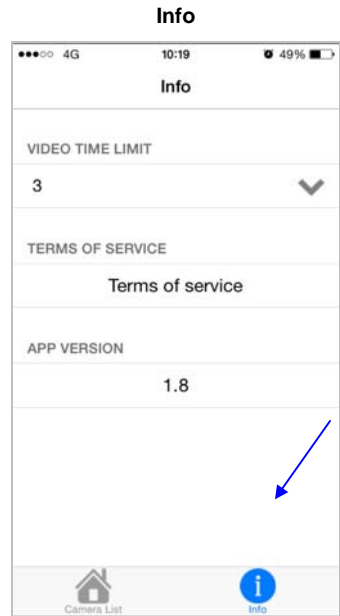 Info
4G 10:19 49%
Info
VIDEO TIME LIMIT
3
TERMS OF SERVICE
Terms of service
APP VERSION
1.8
i
Camera List Info